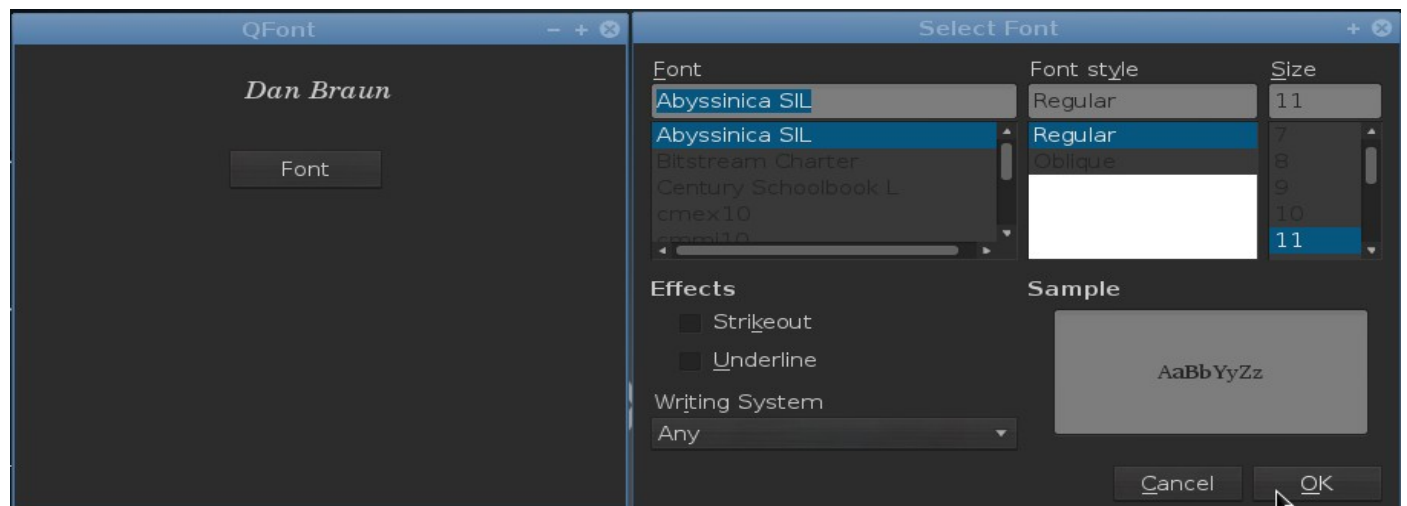 QFont
Dan Braun
Font
Select Font
Font
Font style
Size
Abyssinica SIL
Regular
11
Abyssinica SIL
Bitstream Charter
Century Schoolbook L
cmex10
cmmi10
Regular
Oblique
7
8
9
10
11
Effects
Strikeout
Underline
Writing System
Any
Sample
AaBbYyZz
Cancel
OK